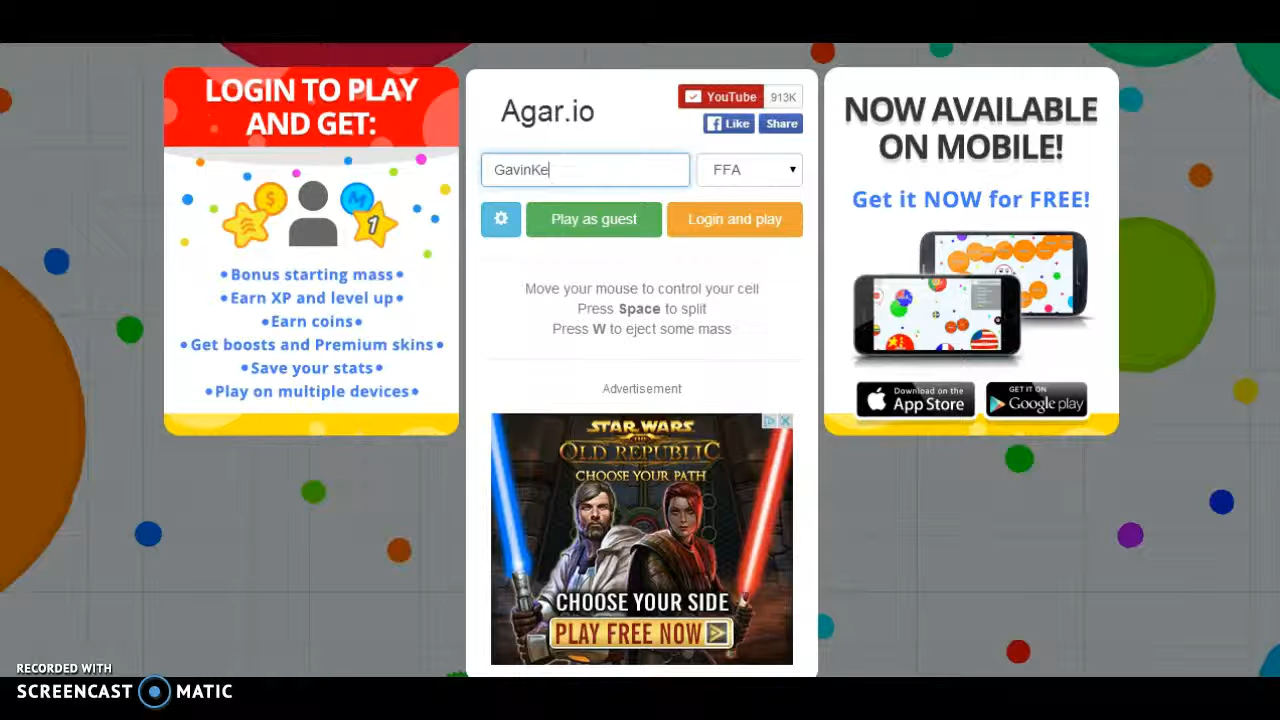 LOGIN TO PLAY
AND GET:
$
1
•Bonus starting mass•
•Earn XP and level up•
•Earn coins•
•Get boosts and Premium skins•
•Save your stats•
•Play on multiple devices•
Agar.io
YouTube 913K
Like Share
GavinKe
FFA
Play as guest
Login and play
Move your mouse to control your cell
Press Space to split
Press W to eject some mass
Advertisement
STAR WARS
THE
OLD REPUBLIC
CHOOSE YOUR PATH
CHOOSE YOUR SIDE
PLAY FREE NOW
NOW AVAILABLE
ON MOBILE!
Get it NOW for FREE!
Download on the
App Store
GET IT ON
Google play
RECORDED WITH
SCREENCAST MATIC